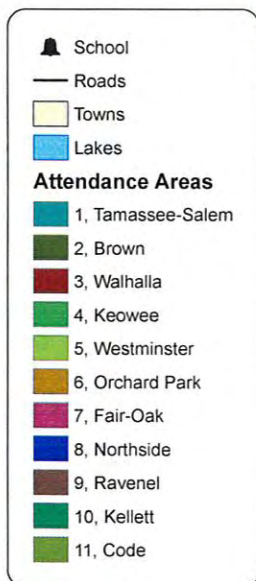 School
Roads
Towns
Lakes
Attendance Areas
1, Tamassee-Salem
2, Brown
3, Walhalla
4, Keowee
5, Westminster
6, Orchard Park
7, Fair-Oak
8, Northside
9, Ravenel
10, Kellett
11, Code